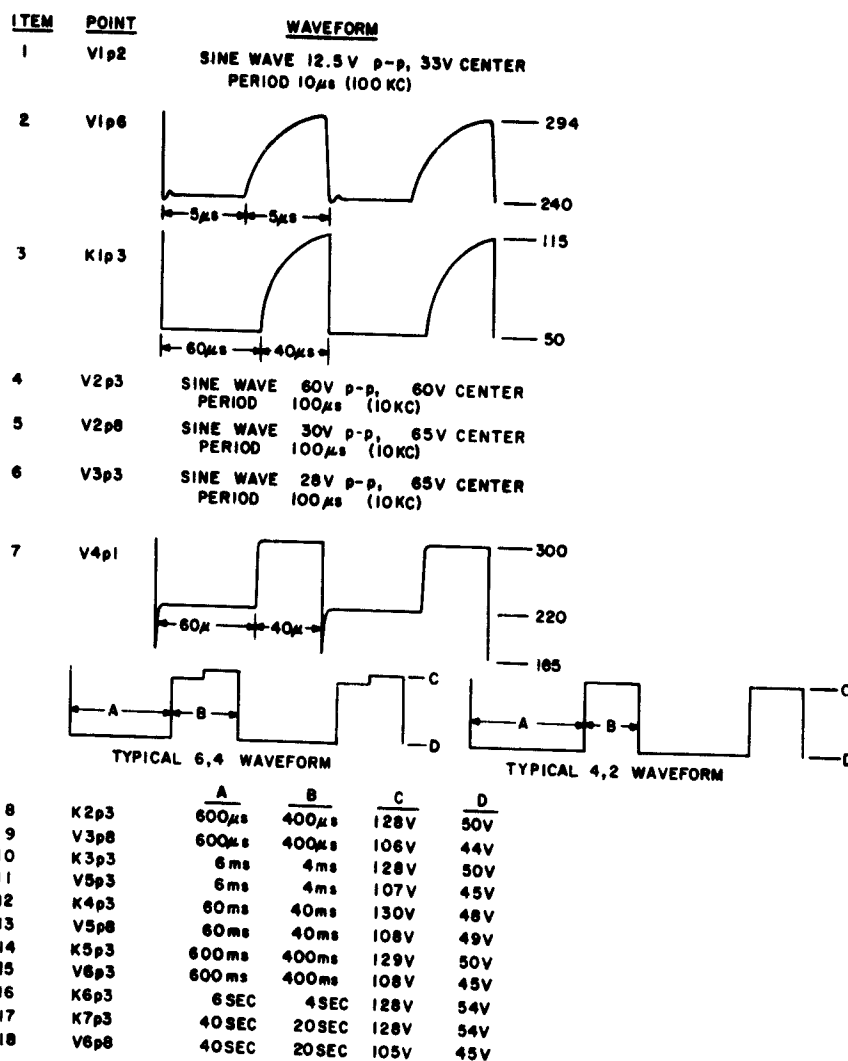 ITEM POINT WAVEFORM
1 V1p2 SINE WAVE 12.5V p-p, 33V CENTER
PERIOD 10μs (100 KC)
2 V1p6 294
240
5μs 5μs
3 K1p3 115
50
60μs 40μs
4 V2p3 SINE WAVE 60V p-p, 60V CENTER
PERIOD 100μs (10KC)
5 V2p8 SINE WAVE 30V p-p, 65V CENTER
PERIOD 100μs (10KC)
6 V3p3 SINE WAVE 28V p-p, 65V CENTER
PERIOD 100μs (10KC)
7 V4p1 300
220
60μ 40μ
165
A B C D
TYPICAL 6,4 WAVEFORM
A B C D
TYPICAL 4,2 WAVEFORM
A B C D
8 K2p3 600μs 400μs 128V 50V
9 V3p8 600μs 400μs 106V 44V
10 K3p3 6ms 4ms 128V 50V
11 V5p3 6ms 4ms 107V 45V
12 K4p3 60ms 40ms 130V 48V
13 V5p8 60ms 40ms 108V 49V
14 K5p3 600ms 400ms 129V 50V
15 V6p3 600ms 400ms 108V 45V
16 K6p3 6SEC 4SEC 128V 54V
17 K7p3 40SEC 20SEC 128V 54V
18 V6p8 40SEC 20SEC 105V 45V